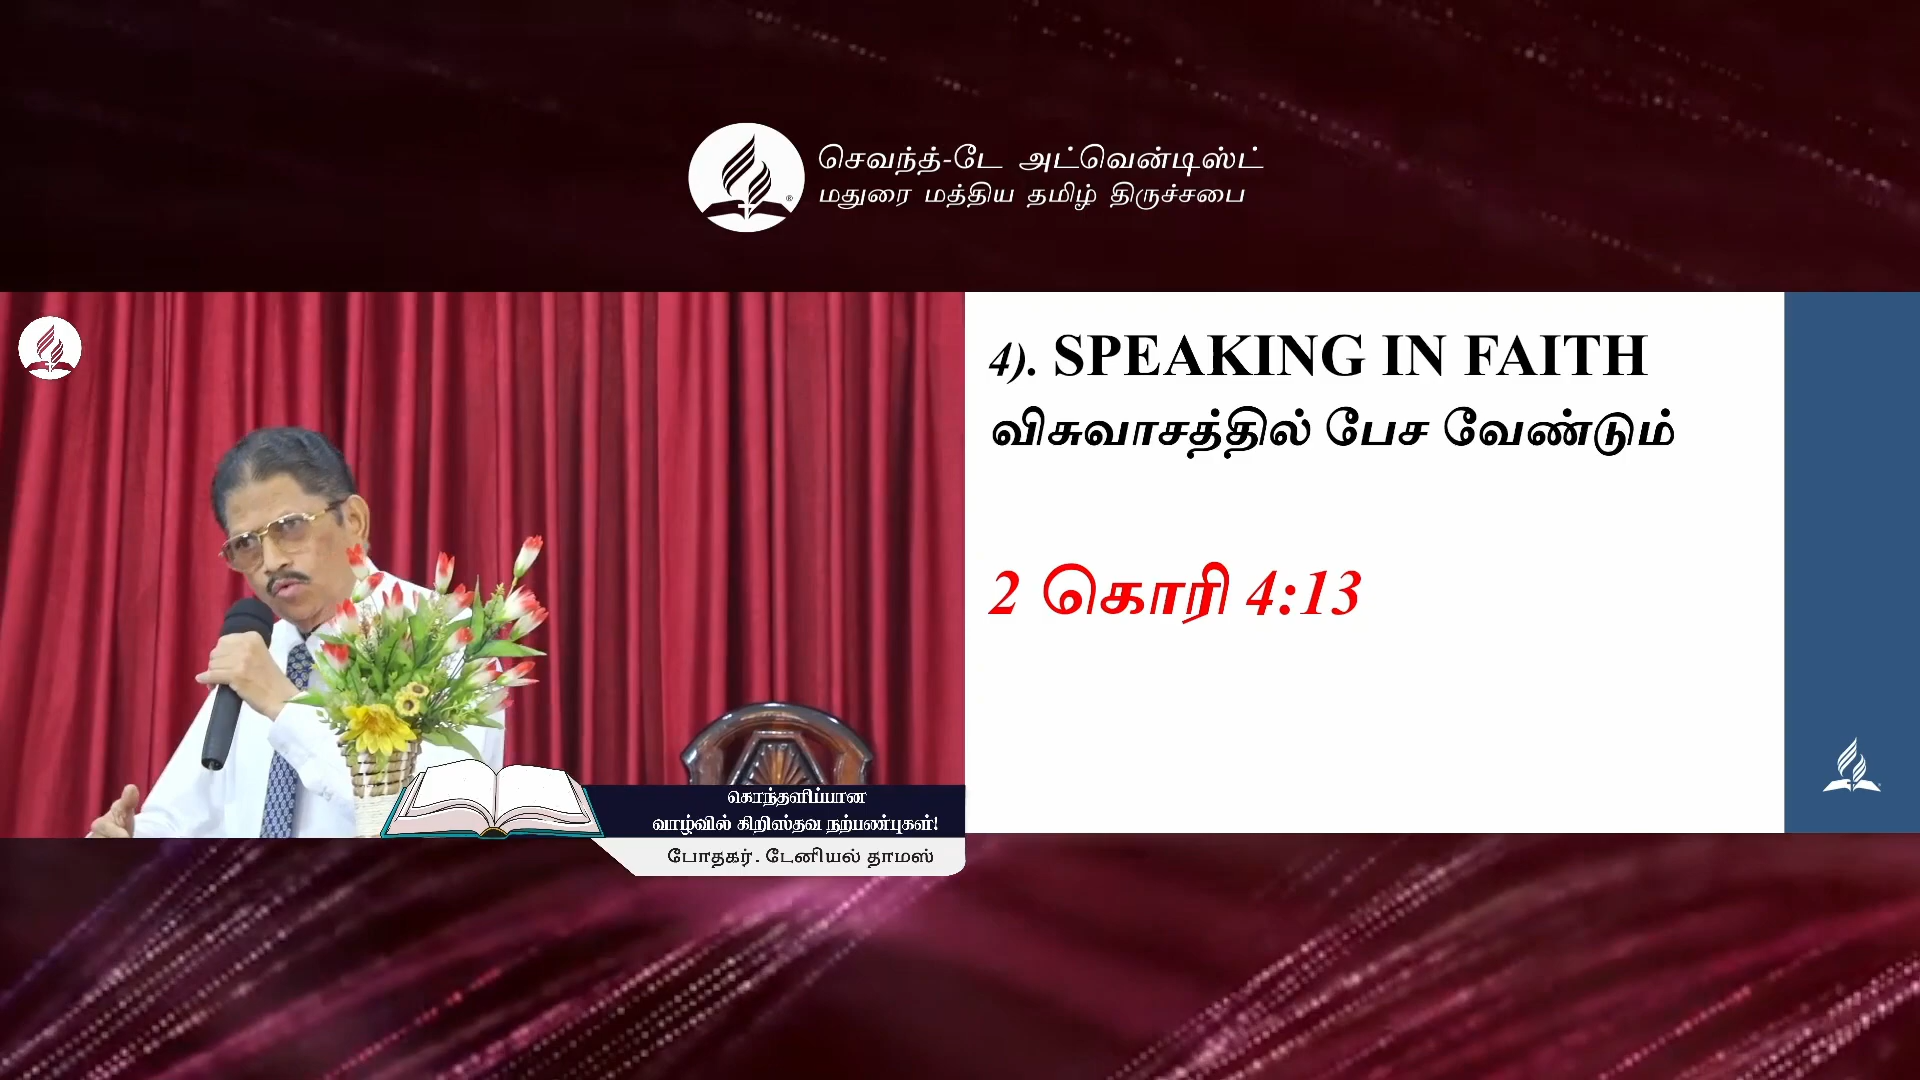 செவந்த்-டே அட்வென்டிஸ்ட்
மதுரை மத்திய தமிழ் திருச்சபை
4). SPEAKING IN FAITH
விசுவாசத்தில் பேச வேண்டும்
2 கொரி 4:13
கொந்தளிப்பான
வாழ்வில் கிறிஸ்தவ நற்பண்புகள்!
போதகர். டேனியல் தாமஸ்